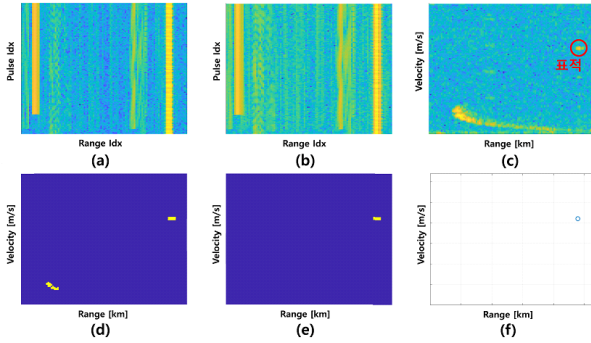 Pulse Idx
Range Idx
(a)
Pulse Idx
Range Idx
(b)
Velocity [m/s]
표적
Range [km]
(c)
Velocity [m/s]
Range [km]
(d)
Velocity [m/s]
Range [km]
(e)
Velocity [m/s]
Range [km]
(f)